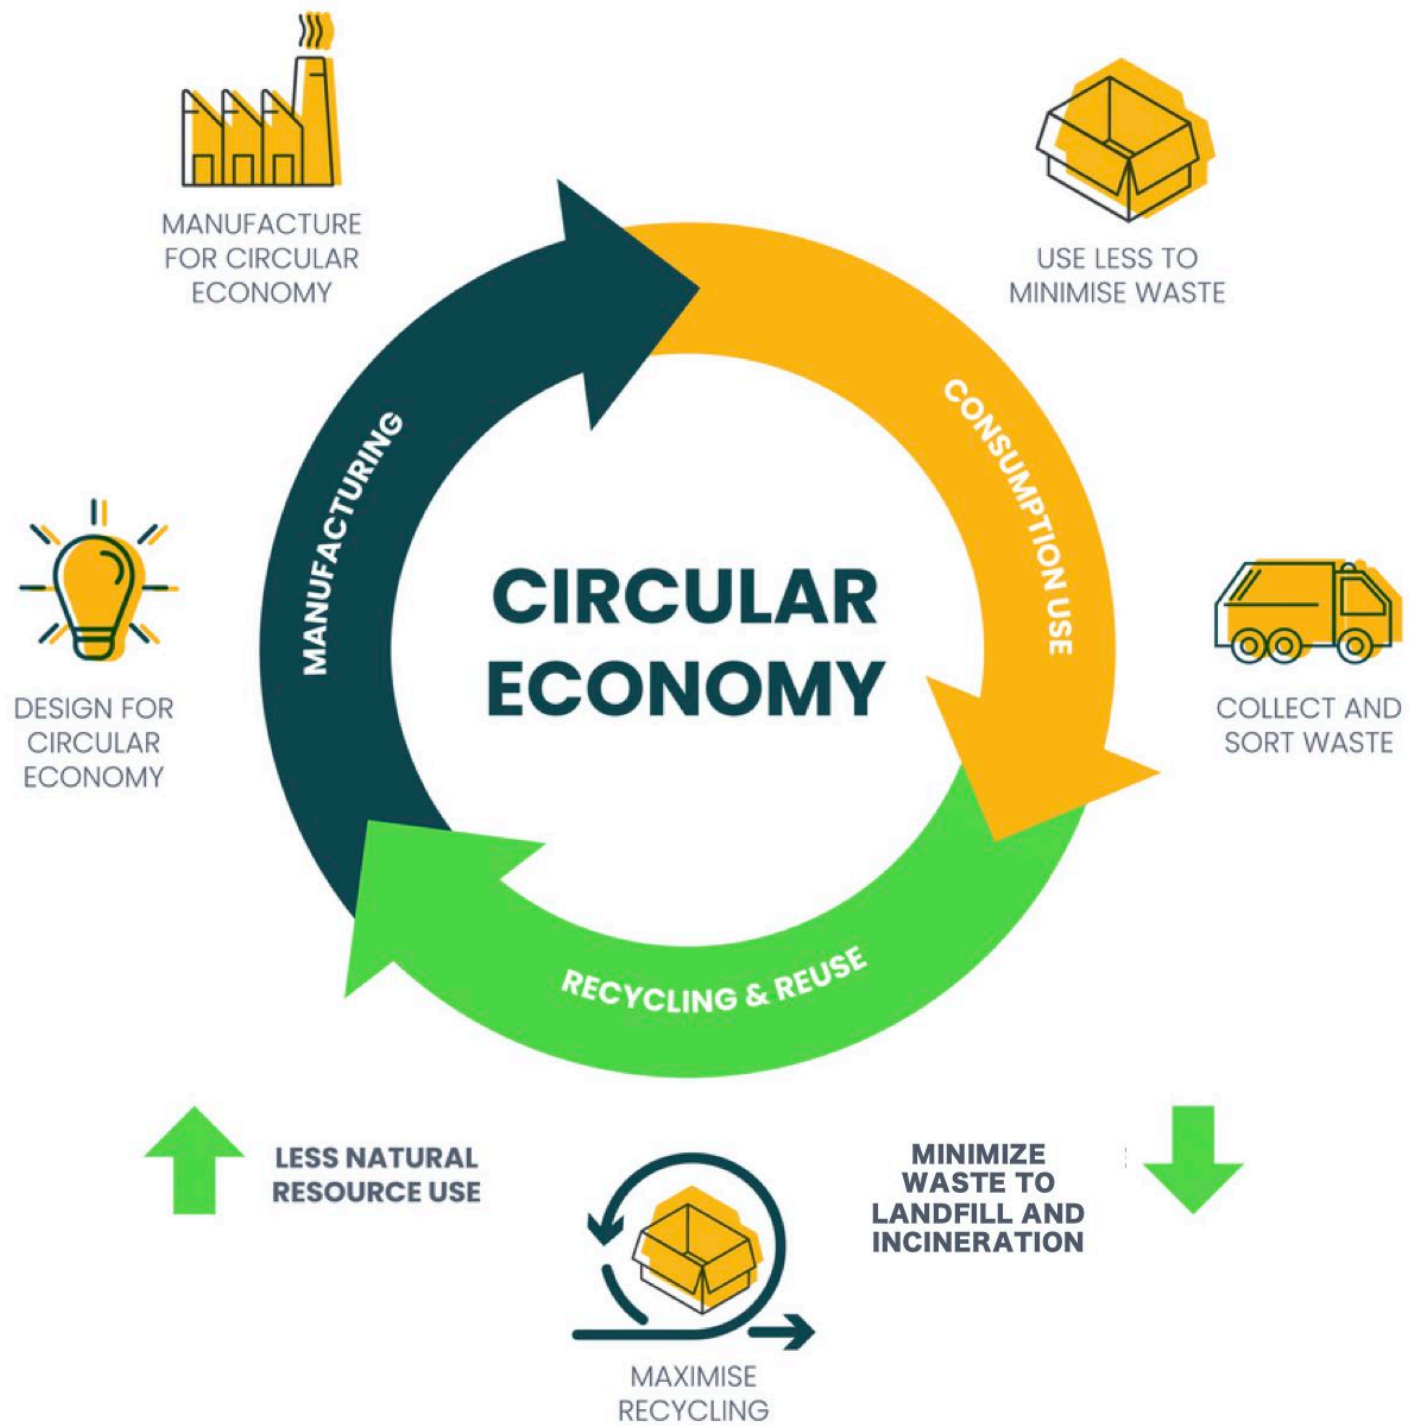 MANUFACTURE
FOR CIRCULAR
ECONOMY
USE LESS TO
MINIMISE WASTE
MANUFACTURING
CONSUMPTION USE
CIRCULAR
ECONOMY
DESIGN FOR
CIRCULAR
ECONOMY
COLLECT AND
SORT WASTE
RECYCLING & REUSE
LESS NATURAL
RESOURCE USE
MINIMIZE
WASTE TO
LANDFILL AND
INCINERATION
MAXIMISE
RECYCLING